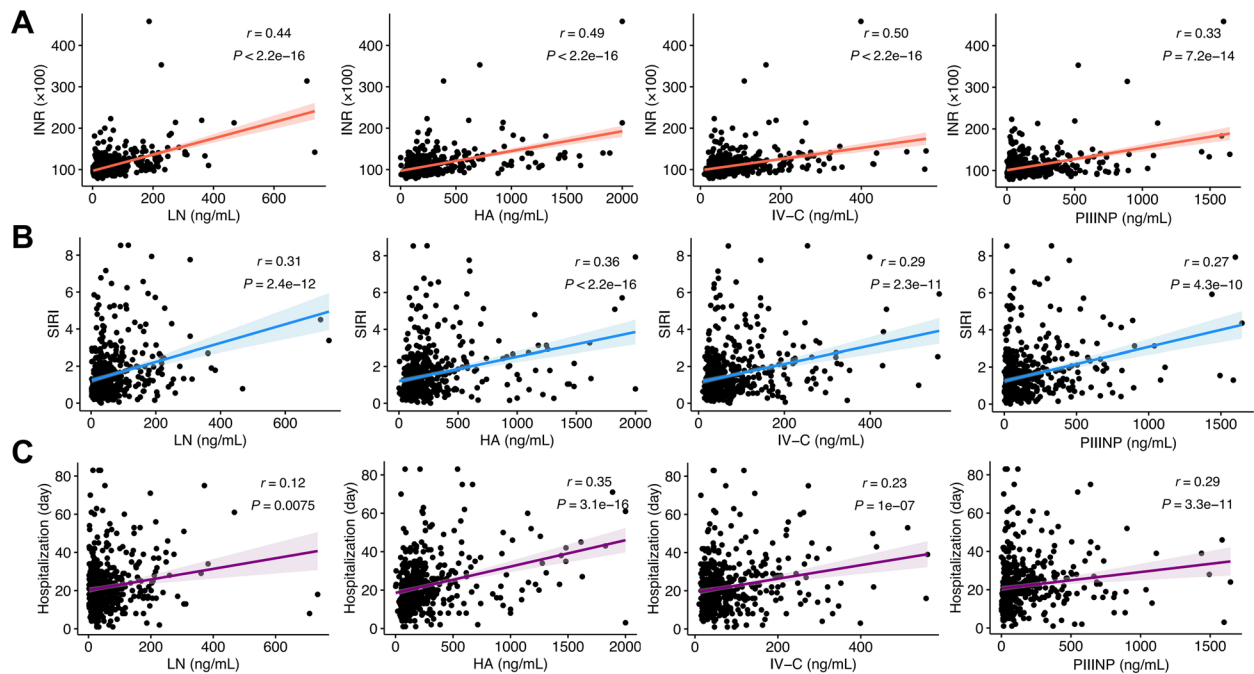 A
INR (×100)
400
300
200
100
r = 0.44
P < 2.2e−16
0
200
400
600
LN (ng/mL)
INR (×100)
400
300
200
100
r = 0.49
P < 2.2e−16
0
500
1000
1500
2000
HA (ng/mL)
INR (×100)
400
300
200
100
r = 0.50
P < 2.2e−16
0
200
400
IV−C (ng/mL)
INR (×100)
400
300
200
100
r = 0.33
P = 7.2e−14
0
500
1000
1500
PIIINP (ng/mL)
B
SIRI
8
6
4
2
0
r = 0.31
P = 2.4e−12
0
200
400
600
LN (ng/mL)
SIRI
8
6
4
2
0
r = 0.36
P < 2.2e−16
0
500
1000
1500
2000
HA (ng/mL)
SIRI
8
6
4
2
0
r = 0.29
P = 2.3e−11
0
200
400
IV−C (ng/mL)
SIRI
8
6
4
2
0
r = 0.27
P = 4.3e−10
0
500
1000
1500
PIIINP (ng/mL)
C
Hospitalization (day)
80
60
40
20
0
r = 0.12
P = 0.0075
0
200
400
600
LN (ng/mL)
Hospitalization (day)
80
60
40
20
0
r = 0.35
P = 3.1e−16
0
500
1000
1500
2000
HA (ng/mL)
Hospitalization (day)
80
60
40
20
0
r = 0.23
P = 1e−07
0
200
400
IV−C (ng/mL)
Hospitalization (day)
80
60
40
20
0
r = 0.29
P = 3.3e−11
0
500
1000
1500
PIIINP (ng/mL)